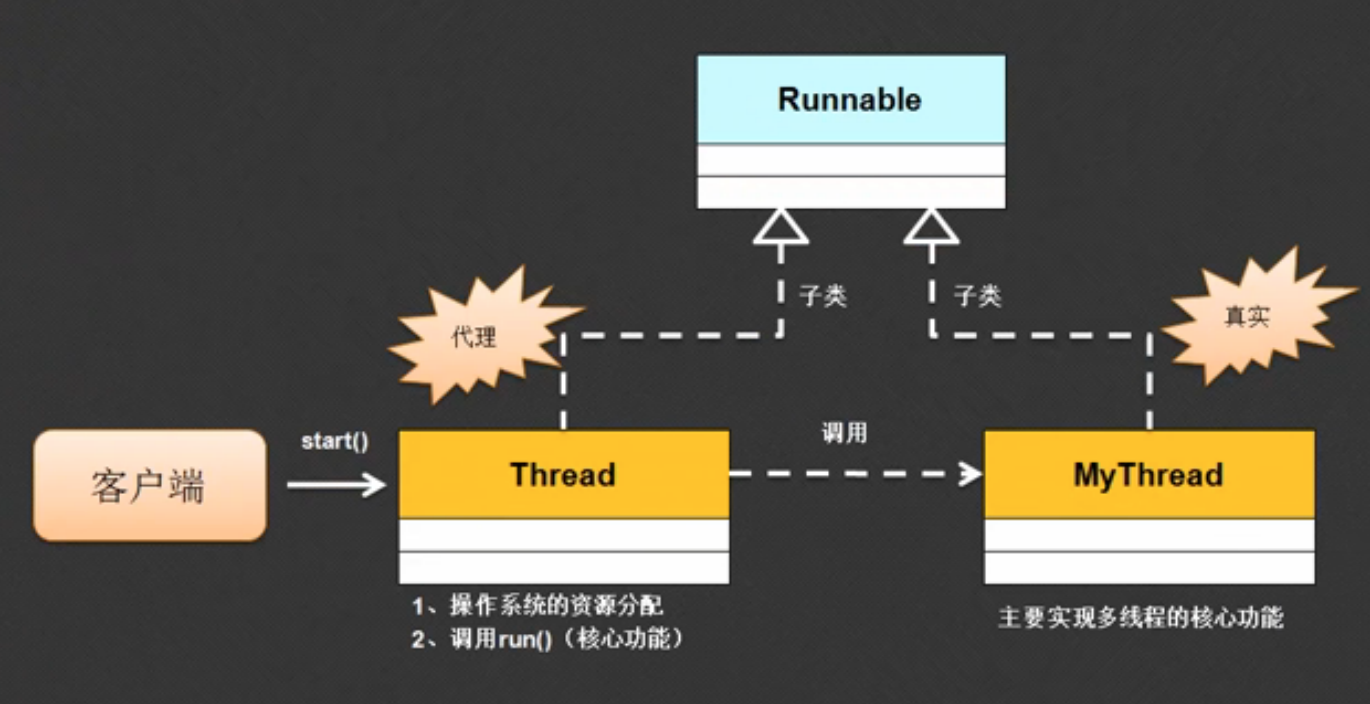 Runnable
子类
子类
代理
真实
客户端
start()
Thread
调用
MyThread
1、操作系统的资源分配
2、调用run()（核心功能）
主要实现多线程的核心功能